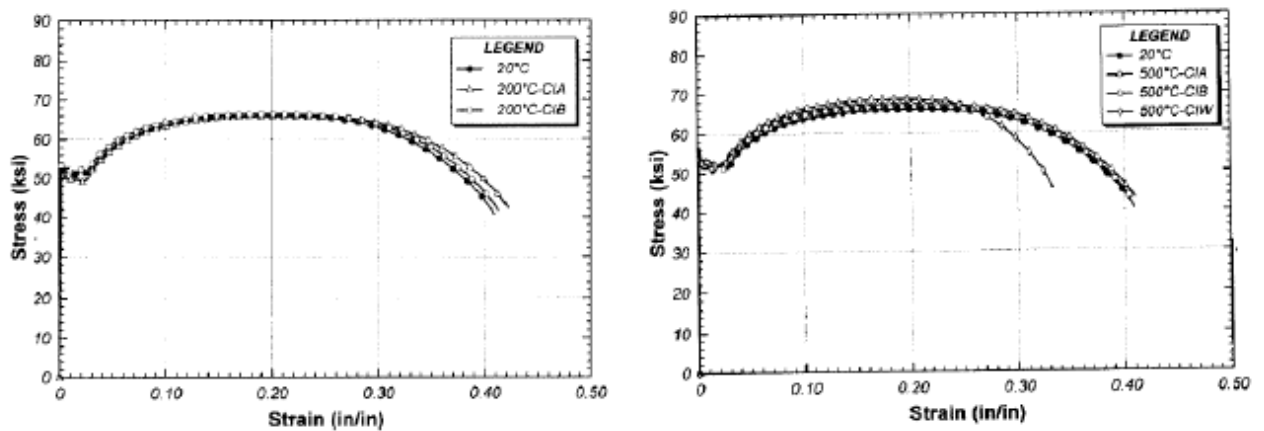 90
80
70
60
50
40
30
20
10
0
Stress (ksi)
LEGEND
20°C
200°C-CIA
200°C-CIB
0 0.10 0.20 0.30 0.40 0.50
Strain (in/in)
90
80
70
60
50
40
30
20
10
0
Stress (ksi)
LEGEND
20°C
500°C-CIA
500°C-CIB
500°C-CIW
0 0.10 0.20 0.30 0.40 0.50
Strain (in/in)